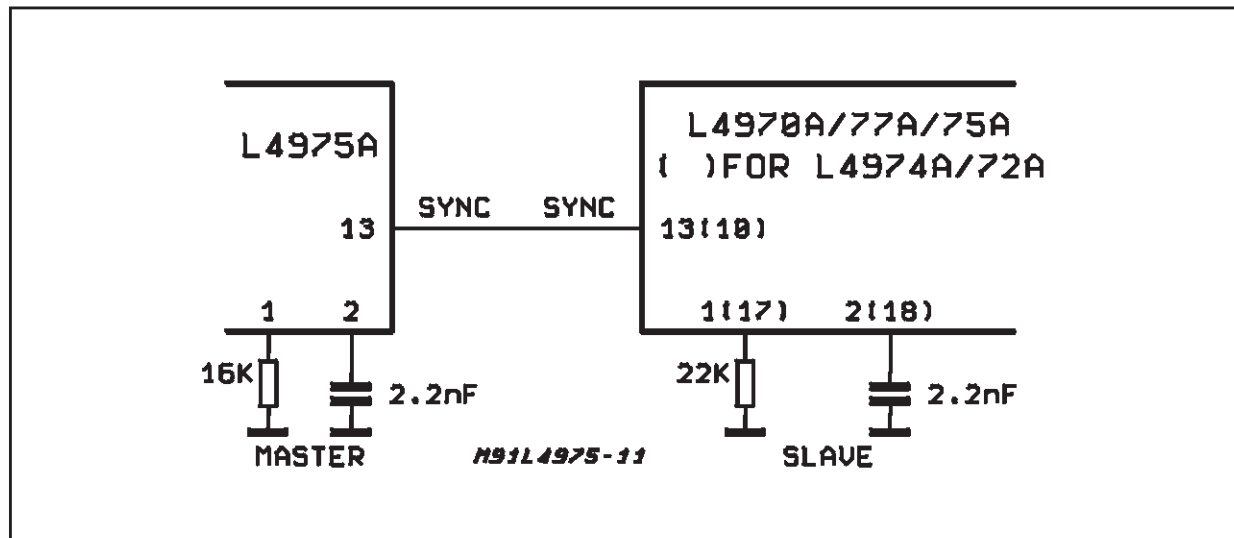 L4975A
L4970A/77A/75A
( )FOR L4974A/72A
SYNC SYNC
13 13(10)
1 2 1(17) 2(18)
16K 2.2nF 22K 2.2nF
MASTER M91L4975-11 SLAVE